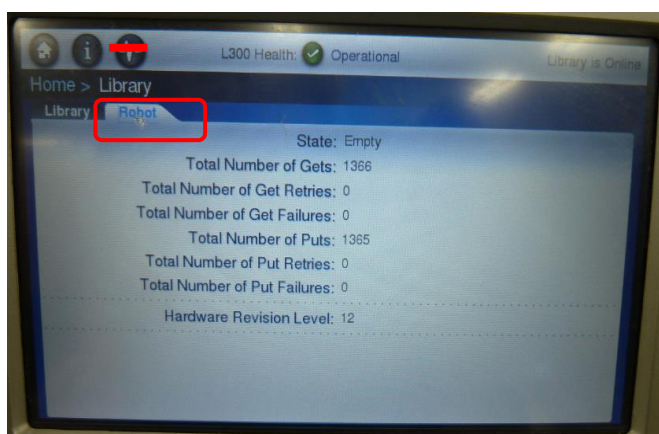 L300 Health: Operational
Library is Online
Home > Library
Library Robot
State: Empty
Total Number of Gets: 1366
Total Number of Get Retries: 0
Total Number of Get Failures: 0
Total Number of Puts: 1365
Total Number of Put Retries: 0
Total Number of Put Failures: 0
Hardware Revision Level: 12